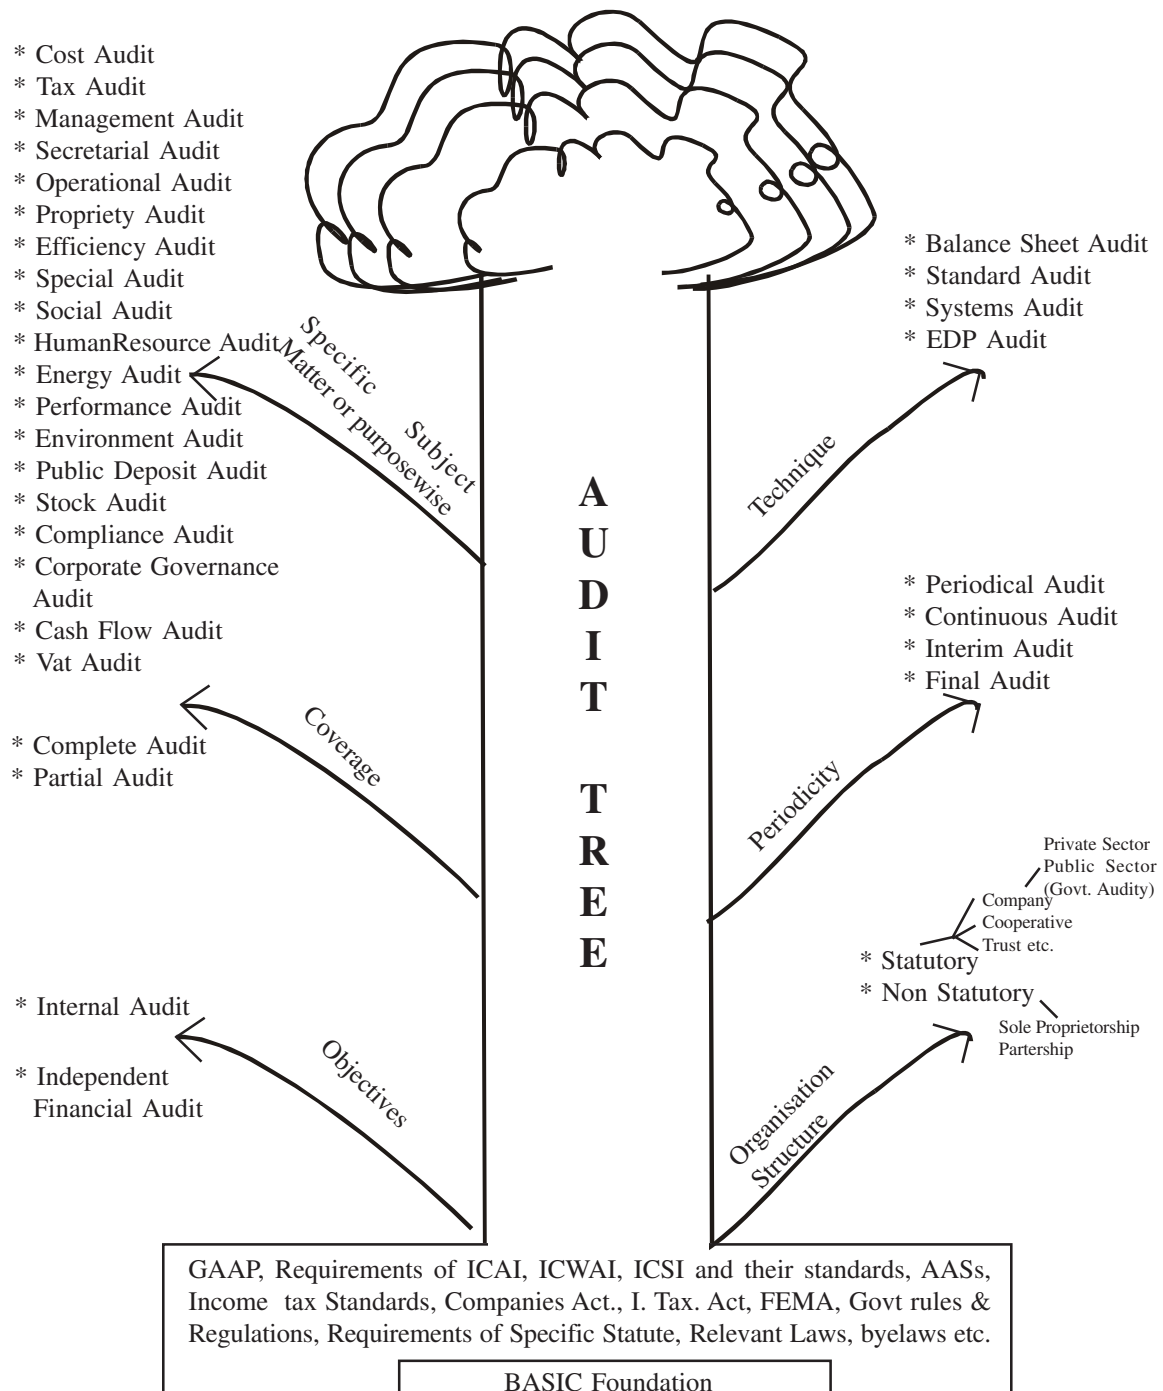 * Cost Audit
* Tax Audit
* Management Audit
* Secretarial Audit
* Operational Audit
* Propriety Audit
* Efficiency Audit
* Special Audit
* Social Audit
* HumanResource Audit
* Energy Audit
* Performance Audit
* Environment Audit
* Public Deposit Audit
* Stock Audit
* Compliance Audit
* Corporate Governance
Audit
* Cash Flow Audit
* Vat Audit
Specific Subject
Matter or purposewise
* Complete Audit
* Partial Audit
Coverage
* Internal Audit
* Independent
Financial Audit
Objectives
A
U
D
I
T
T
R
E
E
* Balance Sheet Audit
* Standard Audit
* Systems Audit
* EDP Audit
Technique
* Periodical Audit
* Continuous Audit
* Interim Audit
* Final Audit
Periodicity
Private Sector
Public Sector
(Govt. Audity)
Company
Cooperative
Trust etc.
* Statutory
* Non Statutory
Sole Proprietorship
Partership
Organisation
Structure
GAAP, Requirements of ICAI, ICWAI, ICSI and their standards, AASs,
Income tax Standards, Companies Act., I. Tax. Act, FEMA, Govt rules &
Regulations, Requirements of Specific Statute, Relevant Laws, byelaws etc.
BASIC Foundation